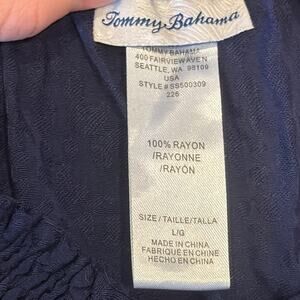 Tommy Bahama
TOMMY BAHAMA
400 FAIRVIEW AVE N
SEATTLE, WA 98109
USA
STYLE # SS500309
226
100% RAYON
/RAYONNE
/RAYÓN
SIZE/TAILLE/TALLA
L/G
MADE IN CHINA
FABRIQUÉ EN CHINE
HECHO EN CHINA